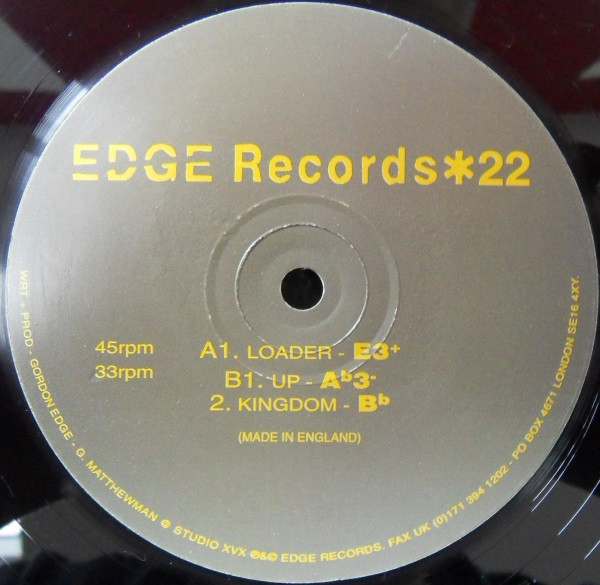 EDGE Records*22
45rpm A1. LOADER - E3+
33rpm B1. UP - Ab3-
2. KINGDOM - Bb
(MADE IN ENGLAND)
WRT + PROD - GORDON EDGE - G. MATTHEWMAN @ STUDIO XVX ℗&© EDGE RECORDS. FAX UK (0)171 394 1202 - PO BOX 4671 LONDON SE16 4XY.